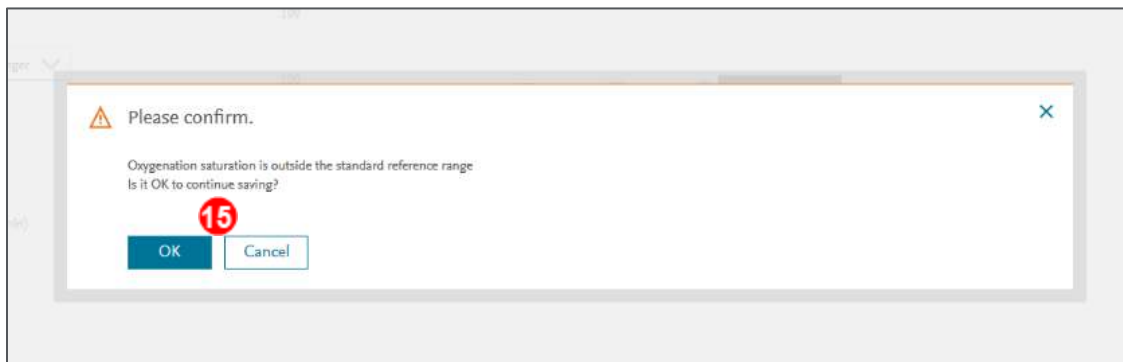 Please confirm.
Oxygenation saturation is outside the standard reference range
Is it OK to continue saving?
15
OK
Cancel